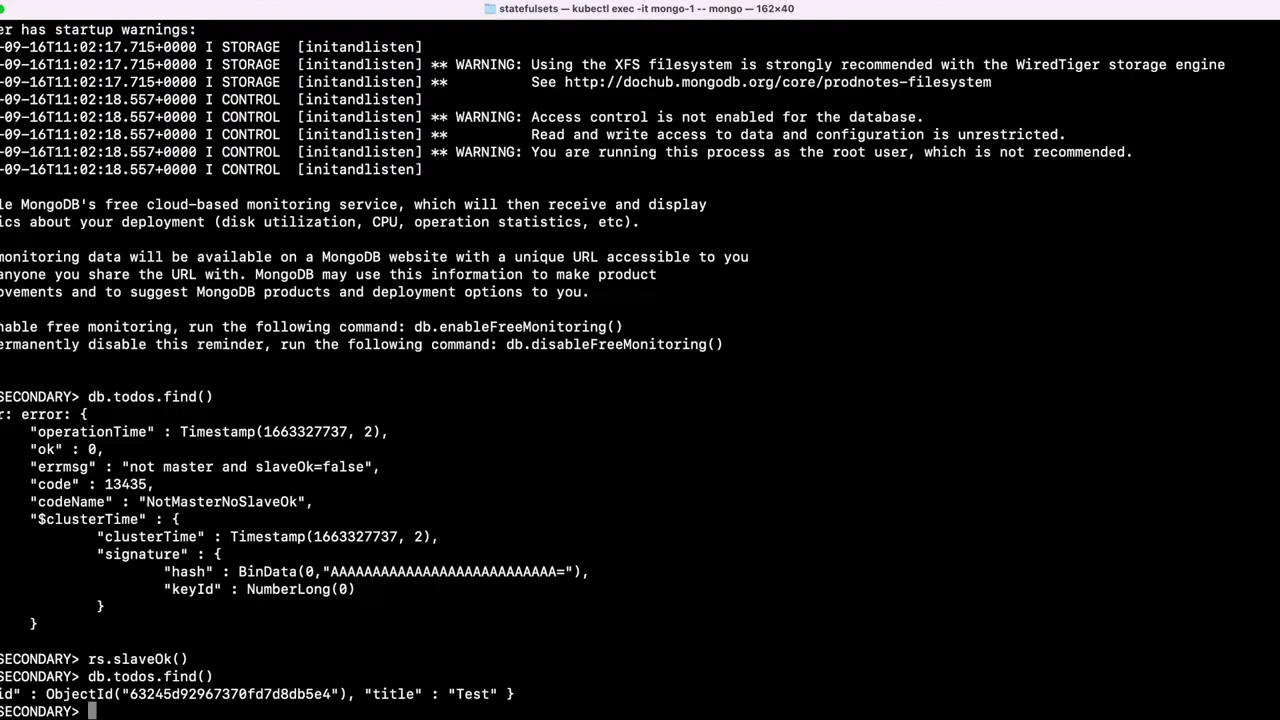 statefulsets — kubectl exec -it mongo-1 -- mongo — 162×40
er has startup warnings:
-09-16T11:02:17.715+0000 I STORAGE  [initandlisten]
-09-16T11:02:17.715+0000 I STORAGE  [initandlisten] ** WARNING: Using the XFS filesystem is strongly recommended with the WiredTiger storage engine
-09-16T11:02:17.715+0000 I STORAGE  [initandlisten] **          See http://dochub.mongodb.org/core/prodnotes-filesystem
-09-16T11:02:18.557+0000 I CONTROL  [initandlisten]
-09-16T11:02:18.557+0000 I CONTROL  [initandlisten] ** WARNING: Access control is not enabled for the database.
-09-16T11:02:18.557+0000 I CONTROL  [initandlisten] **          Read and write access to data and configuration is unrestricted.
-09-16T11:02:18.557+0000 I CONTROL  [initandlisten] ** WARNING: You are running this process as the root user, which is not recommended.
-09-16T11:02:18.557+0000 I CONTROL  [initandlisten]
le MongoDB's free cloud-based monitoring service, which will then receive and display
ics about your deployment (disk utilization, CPU, operation statistics, etc).
monitoring data will be available on a MongoDB website with a unique URL accessible to you
anyone you share the URL with. MongoDB may use this information to make product
ovements and to suggest MongoDB products and deployment options to you.
nable free monitoring, run the following command: db.enableFreeMonitoring()
ermanently disable this reminder, run the following command: db.disableFreeMonitoring()
SECONDARY> db.todos.find()
r: error: {
"operationTime" : Timestamp(1663327737, 2),
"ok" : 0,
"errmsg" : "not master and slaveOk=false",
"code" : 13435,
"codeName" : "NotMasterNoSlaveOk",
"$clusterTime" : {
"clusterTime" : Timestamp(1663327737, 2),
"signature" : {
"hash" : BinData(0,"AAAAAAAAAAAAAAAAAAAAAAAAAAA="),
"keyId" : NumberLong(0)
}
}
SECONDARY> rs.slaveOk()
SECONDARY> db.todos.find()
id" : ObjectId("63245d92967370fd7d8db5e4"), "title" : "Test" }
SECONDARY>